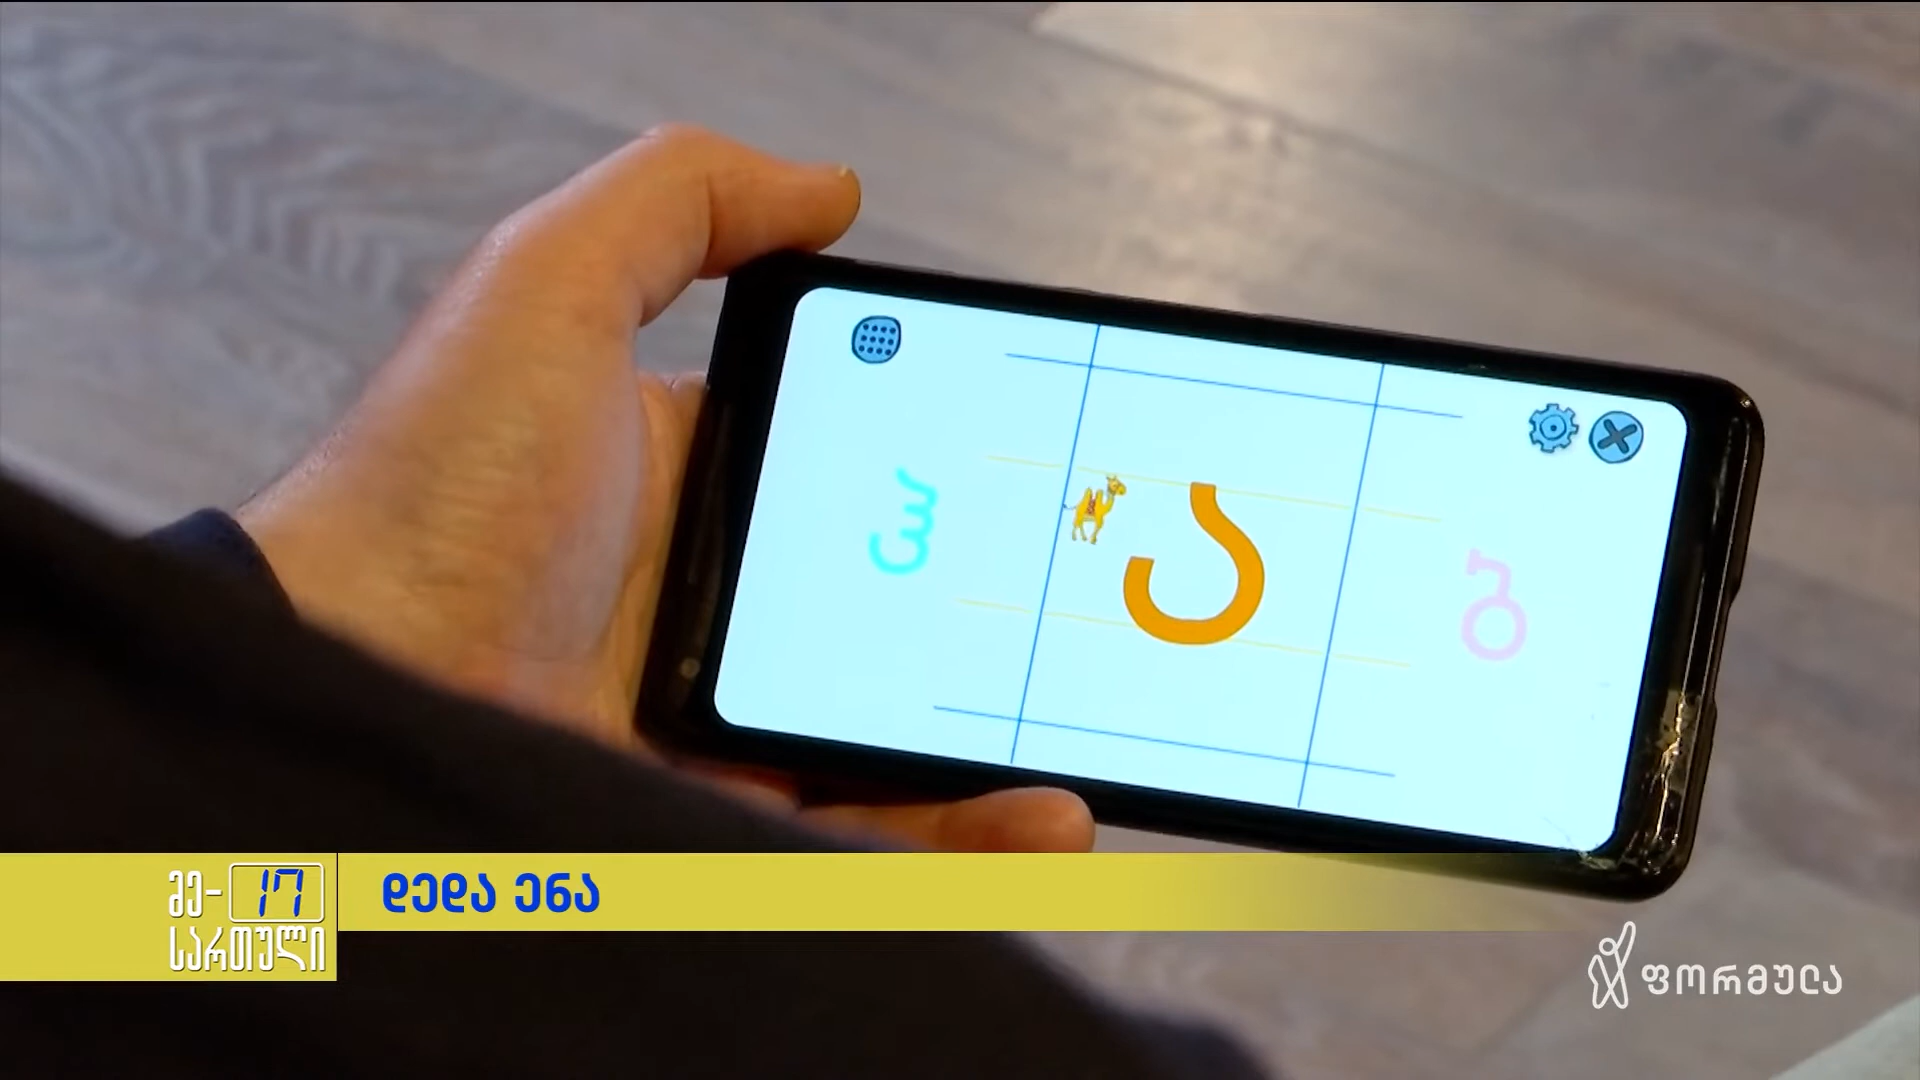 ჰ ა ბ
მე-17
სართული
დედა ენა
ფორმულა